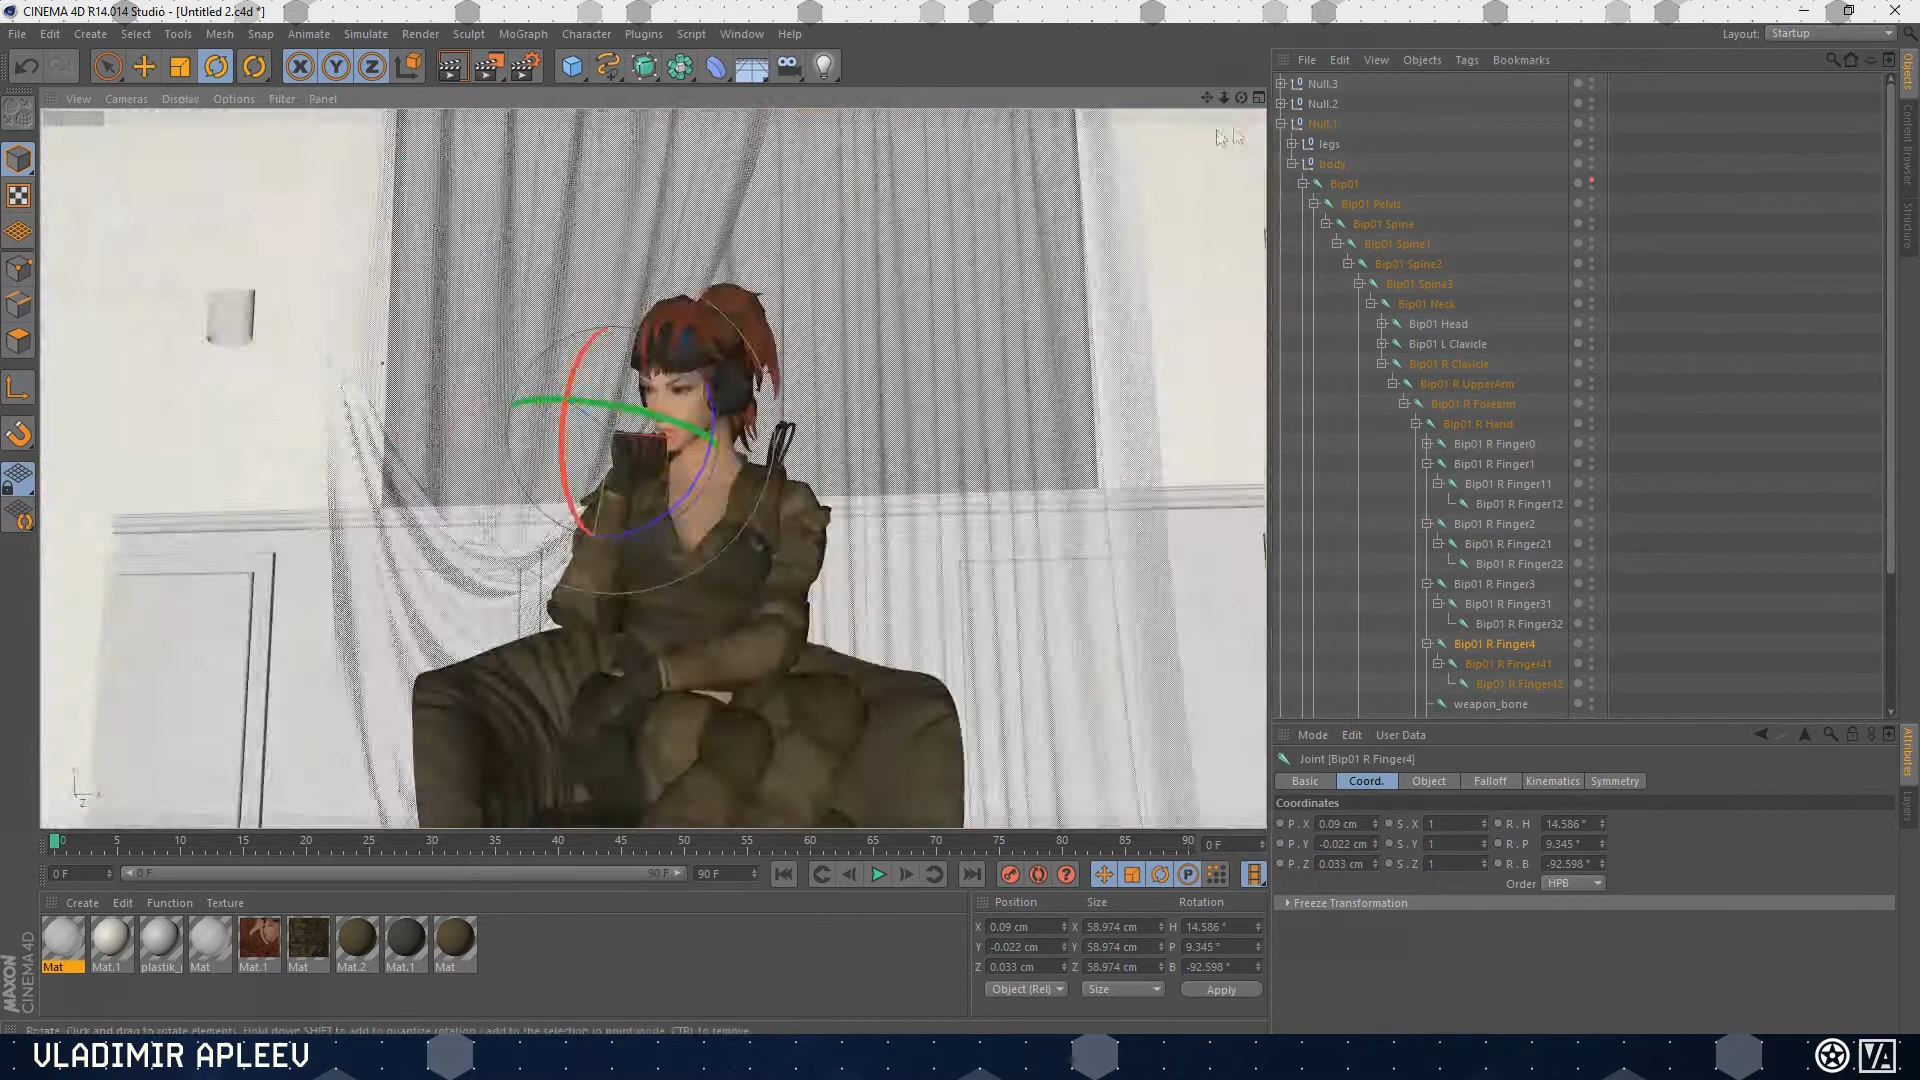 CINEMA 4D R14.014 Studio - [Untitled 2.c4d *]
File Edit Create Select Tools Mesh Snap Animate Simulate Render Sculpt MoGraph Character Plugins Script Window Help Layout: Startup
View Cameras Display Options Filter Panel
File Edit View Objects Tags Bookmarks
Null.3
Null.2
Null.1
legs
body
Bip01
Bip01 Pelvis
Bip01 Spine
Bip01 Spine1
Bip01 Spine2
Bip01 Spine3
Bip01 Neck
Bip01 Head
Bip01 L Clavicle
Bip01 R Clavicle
Bip01 R UpperArm
Bip01 R Forearm
Bip01 R Hand
Bip01 R Finger0
Bip01 R Finger1
Bip01 R Finger11
Bip01 R Finger12
Bip01 R Finger2
Bip01 R Finger21
Bip01 R Finger22
Bip01 R Finger3
Bip01 R Finger31
Bip01 R Finger32
Bip01 R Finger4
Bip01 R Finger41
Bip01 R Finger42
weapon_bone
Objects
Content Browser
Structure
Mode Edit User Data
Joint [Bip01 R Finger4]
Basic Coord. Object Falloff Kinematics Symmetry
Coordinates
P . X 0.09 cm S . X 1 R . H 14.586 °
P . Y -0.022 cm S . Y 1 R . P 9.345 °
P . Z 0.033 cm S . Z 1 R . B -92.598 °
Order HPB
Freeze Transformation
Attributes
Layers
Z
0 5 10 15 20 25 30 35 40 45 50 55 60 65 70 75 80 85 90 0 F
0 F 0 F 90 F 90 F
Create Edit Function Texture
Mat Mat.1 plastik_ Mat Mat.1 Mat Mat.2 Mat.1 Mat
Position Size Rotation
X 0.09 cm X 58.974 cm H 14.586 °
Y -0.022 cm Y 58.974 cm P 9.345 °
Z 0.033 cm Z 58.974 cm B -92.598 °
Object (Rel) Size Apply
MAXON
CINEMA 4D
Rotate: Click and drag to rotate elements. Hold down SHIFT to add to quantize rotation / add to the selection in point mode, CTRL to remove.
VLADIMIR APLEEV
VA